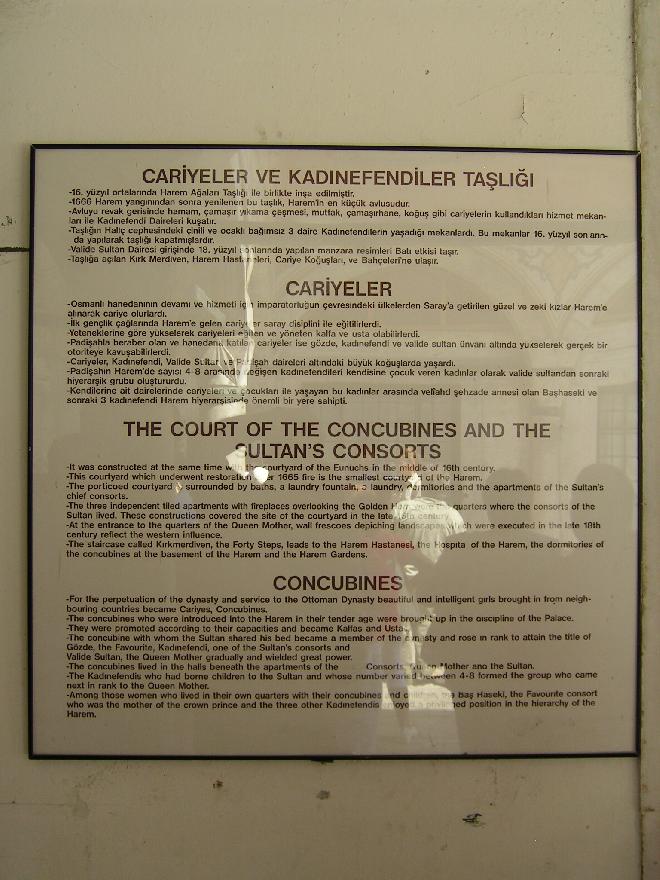 CARİYELER VE KADINEFENDİLER TAŞLIĞI
-16. yüzyıl ortalarında Harem Ağaları Taşlığı ile birlikte inşa edilmiştir.
-1666 Harem yangınından sonra yenilenen bu taşlık, Harem'in en küçük avlusudur.
-Avluyu revak gerisinde hamam, çamaşır yıkama çeşmesi, mutfak, çamaşırhane, koğuş gibi cariyelerin kullandıkları hizmet mekan-
ları ile Kadınefendi Daireleri kuşatır.
-Taşlığın Haliç cephesindeki çinili ve ocaklı bağımsız 3 daire Kadınefendilerin yaşadığı mekanlardı. Bu mekanlar 16. yüzyıl sonların-
da yapılarak taşlığı kapatmışlardır.
-Valide Sultan Dairesi girişinde 18. yüzyıl sonlarında yapılan manzara resimleri Batı etkisi taşır.
-Taşlığa açılan Kırk Merdiven, Harem Hastaneleri, Cariye Koğuşları, ve Bahçeleri'ne ulaşır.
CARİYELER
-Osmanlı hanedanının devamı ve hizmeti için imparatorluğun çevresindeki ülkelerden Saray'a getirilen güzel ve zeki kızlar Harem'e
alınarak cariye olurlardı.
-İlk gençlik çağlarında Harem'e gelen cariyeler saray disiplini ile eğitilirlerdi.
-Yeteneklerine göre yükselerek cariyeleri eğiten ve yöneten kalfa ve usta olabilirlerdi.
-Padişahla beraber olan ve hanedana katılan cariyeler ise gözde, kadınefendi ve valide sultan ünvanı altında yükselerek gerçek bir
otoriteye kavuşabilirlerdi.
-Cariyeler, Kadınefendi, Valide Sultan ve Padişah daireleri altındaki büyük koğuşlarda yaşardı.
-Padişahın Harem'de sayısı 4-8 arasında değişen kadınefendileri kendisine çocuk veren kadınlar olarak valide sultandan sonraki
hiyerarşik grubu oluştururdu.
-Kendilerine ait dairelerinde cariyeleri ve çocukları ile yaşayan bu kadınlar arasında veliahd şehzade annesi olan Başhaseki ve
sonraki 3 kadınefendi Harem hiyerarşisinde önemli bir yere sahipti.
THE COURT OF THE CONCUBINES AND THE
SULTAN'S CONSORTS
-It was constructed at the same time with the courtyard of the Eunuchs in the middle of 16th century.
-This courtyard which underwent restoration after 1665 fire is the smallest courtyard of the Harem.
-The porticoed courtyard is surrounded by baths, a laundry fountain, a laundry, dormitories and the apartments of the Sultan's
chief consorts.
-The three independent tiled apartments with fireplaces overlooking the Golden Horn were the quarters where the consorts of the
Sultan lived. These constructions covered the site of the courtyard in the late 16th century.
-At the entrance to the quarters of the Queen Mother, wall frescoes depicting landscapes which were executed in the late 18th
century reflect the western influence.
-The staircase called Kırkmerdiven, the Forty Steps, leads to the Harem Hastanesi, the Hospital of the Harem, the dormitories of
the concubines at the basement of the Harem and the Harem Gardens.
CONCUBINES
-For the perpetuation of the dynasty and service to the Ottoman Dynasty beautiful and intelligent girls brought in from neigh-
bouring countries became Cariyes, Concubines.
-The concubines who were introduced into the Harem in their tender age were brought up in the discipline of the Palace.
-They were promoted according to their capacities and became Kalfas and Ustas.
-The concubine with whom the Sultan shared his bed became a member of the dynasty and rose in rank to attain the title of
Gözde, the Favourite, Kadınefendi, one of the Sultan's consorts and
Valide Sultan, the Queen Mother gradually and wielded great power.
-The concubines lived in the halls beneath the apartments of the Consorts, Queen Mother and the Sultan.
-The Kadınefendis who had borne children to the Sultan and whose number varied between 4-8 formed the group who came
next in rank to the Queen Mother.
-Among those women who lived in their own quarters with their concubines and children, the Baş Haseki, the Favourite consort
who was the mother of the crown prince and the three other Kadınefendis enjoyed a privileged position in the hierarchy of the
Harem.